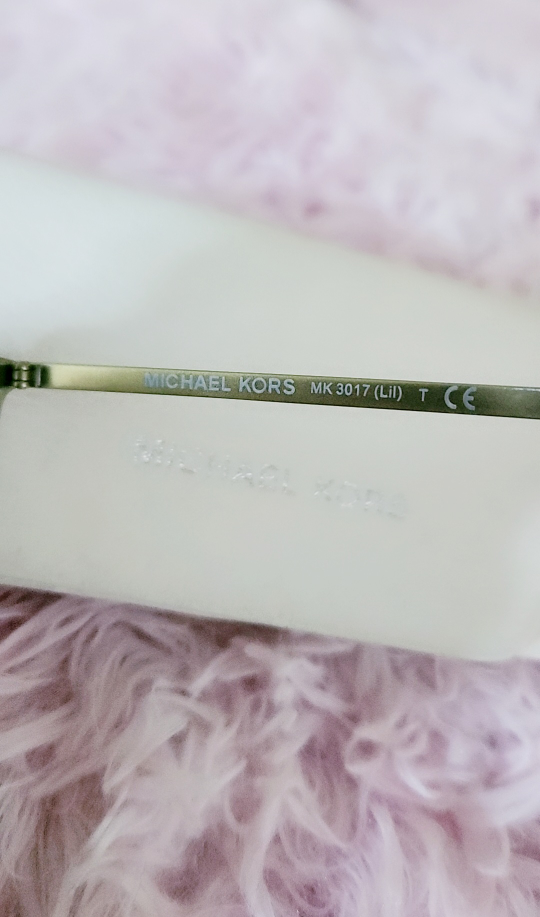 MICHAEL KORS MK 3017 (Lil) T CE
MICHAEL KORS